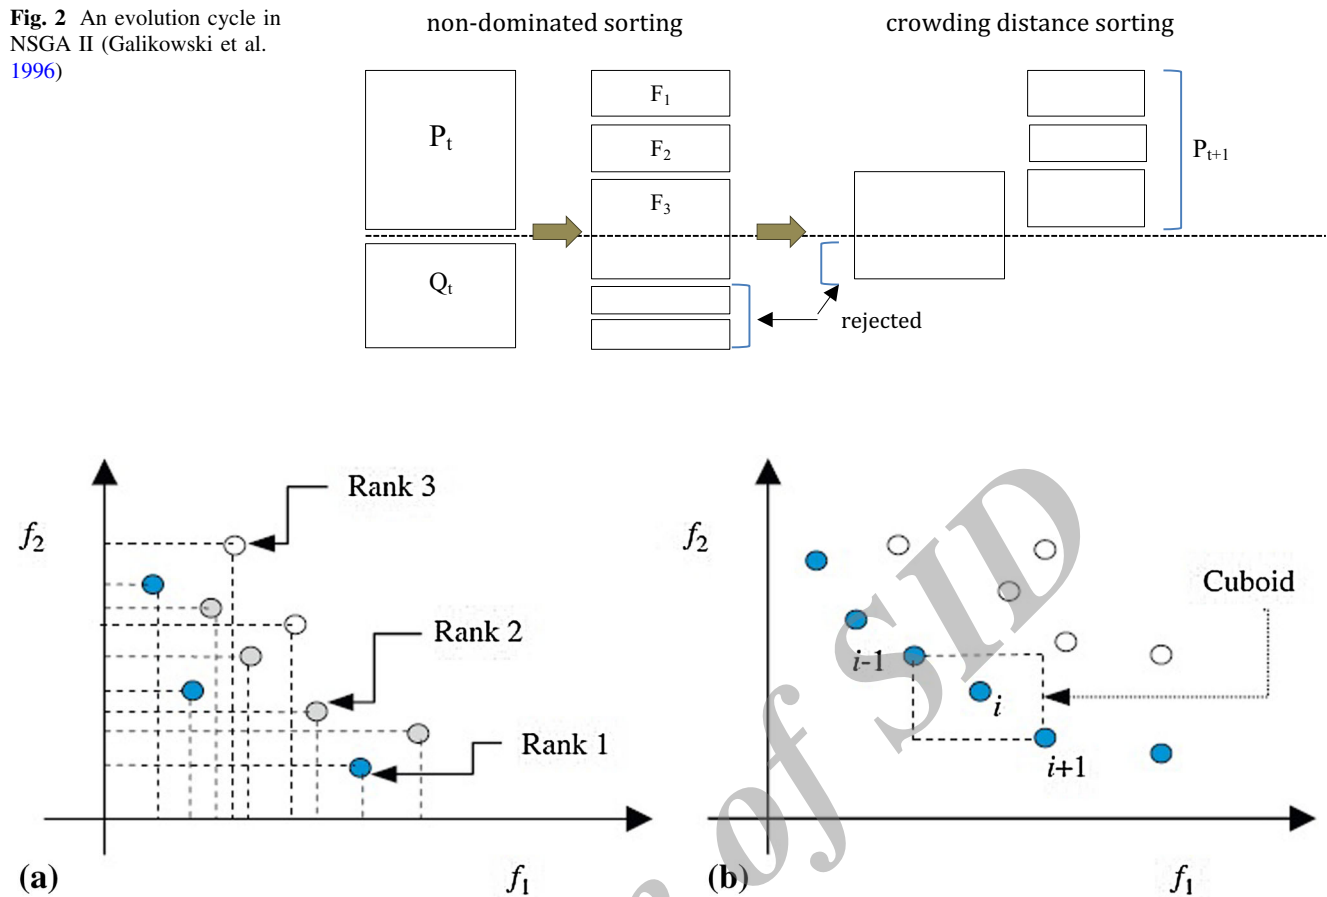 Fig. 2 An evolution cycle in
NSGA II (Galikowski et al.
1996)
non-dominated sorting
crowding distance sorting
Pt
Qt
F1
F2
F3
Pt+1
rejected
f2
Rank 3
Rank 2
Rank 1
(a)
f1
f2
Cuboid
i-1
i
i+1
(b)
f1
of SID